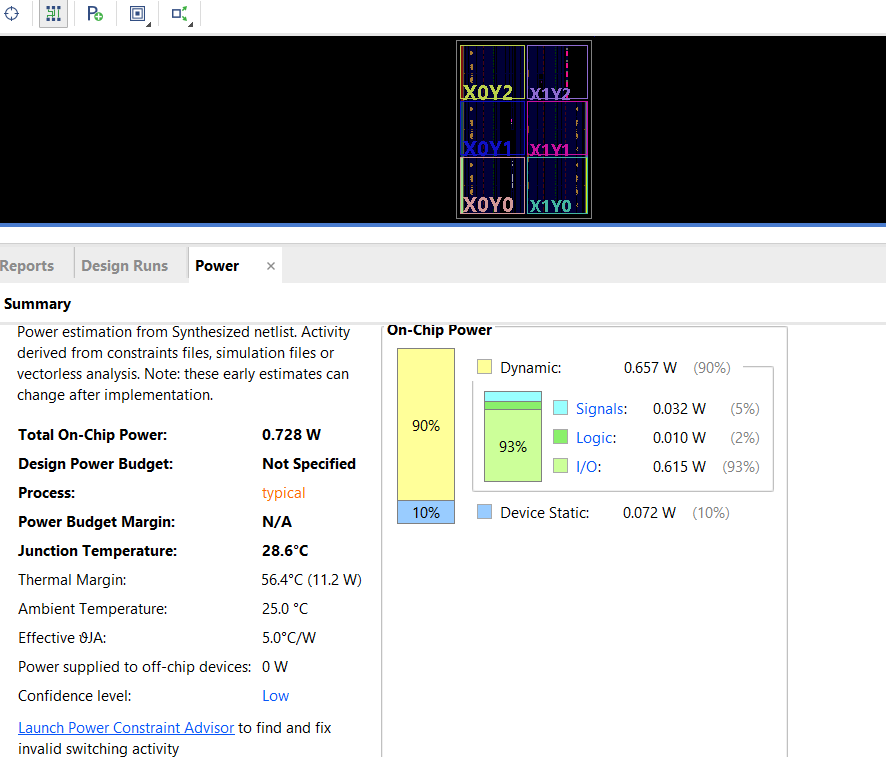 X0Y2 X1Y2
X0Y1 X1Y1
X0Y0 X1Y0
Reports Design Runs Power ×
Summary
Power estimation from Synthesized netlist. Activity
derived from constraints files, simulation files or
vectorless analysis. Note: these early estimates can
change after implementation.
Total On-Chip Power: 0.728 W
Design Power Budget: Not Specified
Process: typical
Power Budget Margin: N/A
Junction Temperature: 28.6°C
Thermal Margin: 56.4°C (11.2 W)
Ambient Temperature: 25.0 °C
Effective ϑJA: 5.0°C/W
Power supplied to off-chip devices: 0 W
Confidence level: Low
Launch Power Constraint Advisor to find and fix
invalid switching activity
On-Chip Power
90%
10%
Dynamic: 0.657 W (90%)
93%
Signals: 0.032 W (5%)
Logic: 0.010 W (2%)
I/O: 0.615 W (93%)
Device Static: 0.072 W (10%)